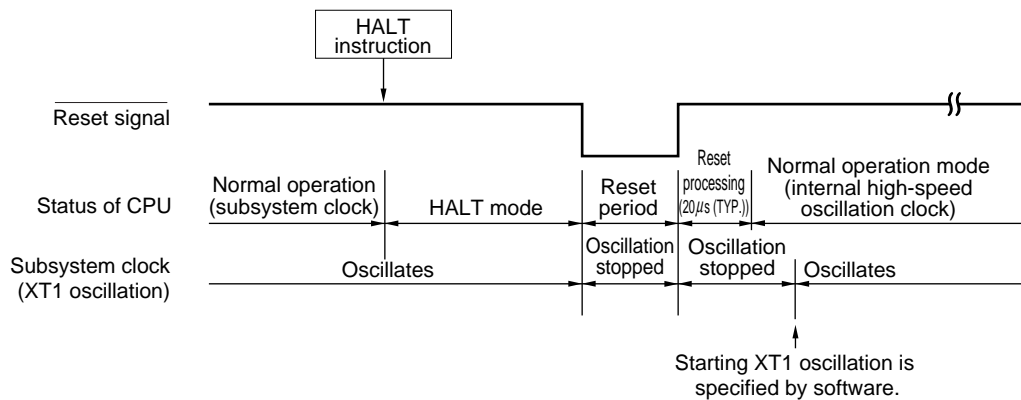 HALT
instruction
Reset signal
Status of CPU
Normal operation
(subsystem clock)
HALT mode
Reset
period
Reset
processing
(20μs (TYP.))
Normal operation mode
(internal high-speed
oscillation clock)
Subsystem clock
(XT1 oscillation)
Oscillates
Oscillation
stopped
Oscillation
stopped
Oscillates
Starting XT1 oscillation is
specified by software.